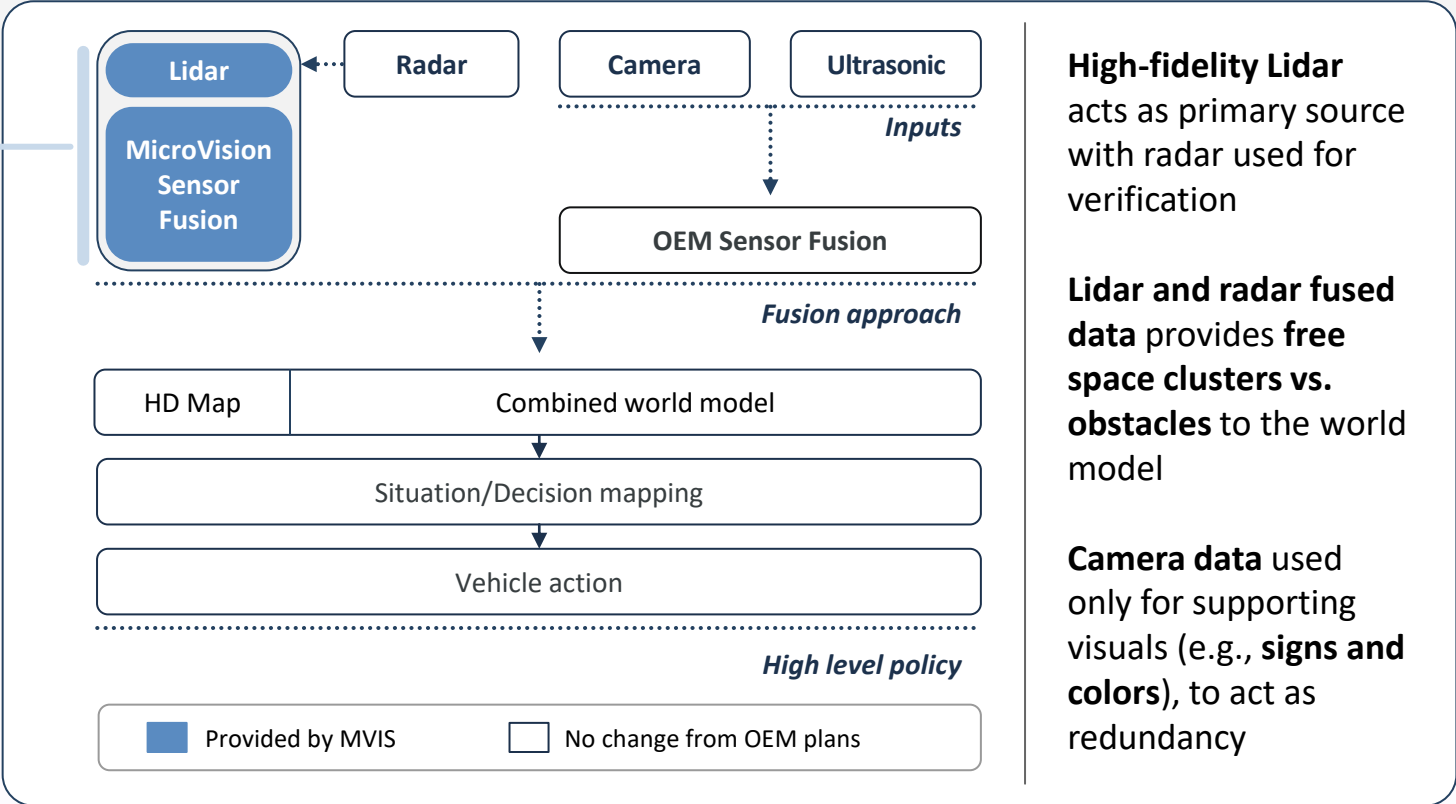 Lidar
Radar
Camera
Ultrasonic
MicroVision
Sensor
Fusion
Inputs
OEM Sensor Fusion
Fusion approach
HD Map
Combined world model
Situation/Decision mapping
Vehicle action
High level policy
Provided by MVIS
No change from OEM plans
High-fidelity Lidar
acts as primary source
with radar used for
verification
Lidar and radar fused
data provides free
space clusters vs.
obstacles to the world
model
Camera data used
only for supporting
visuals (e.g., signs and
colors), to act as
redundancy